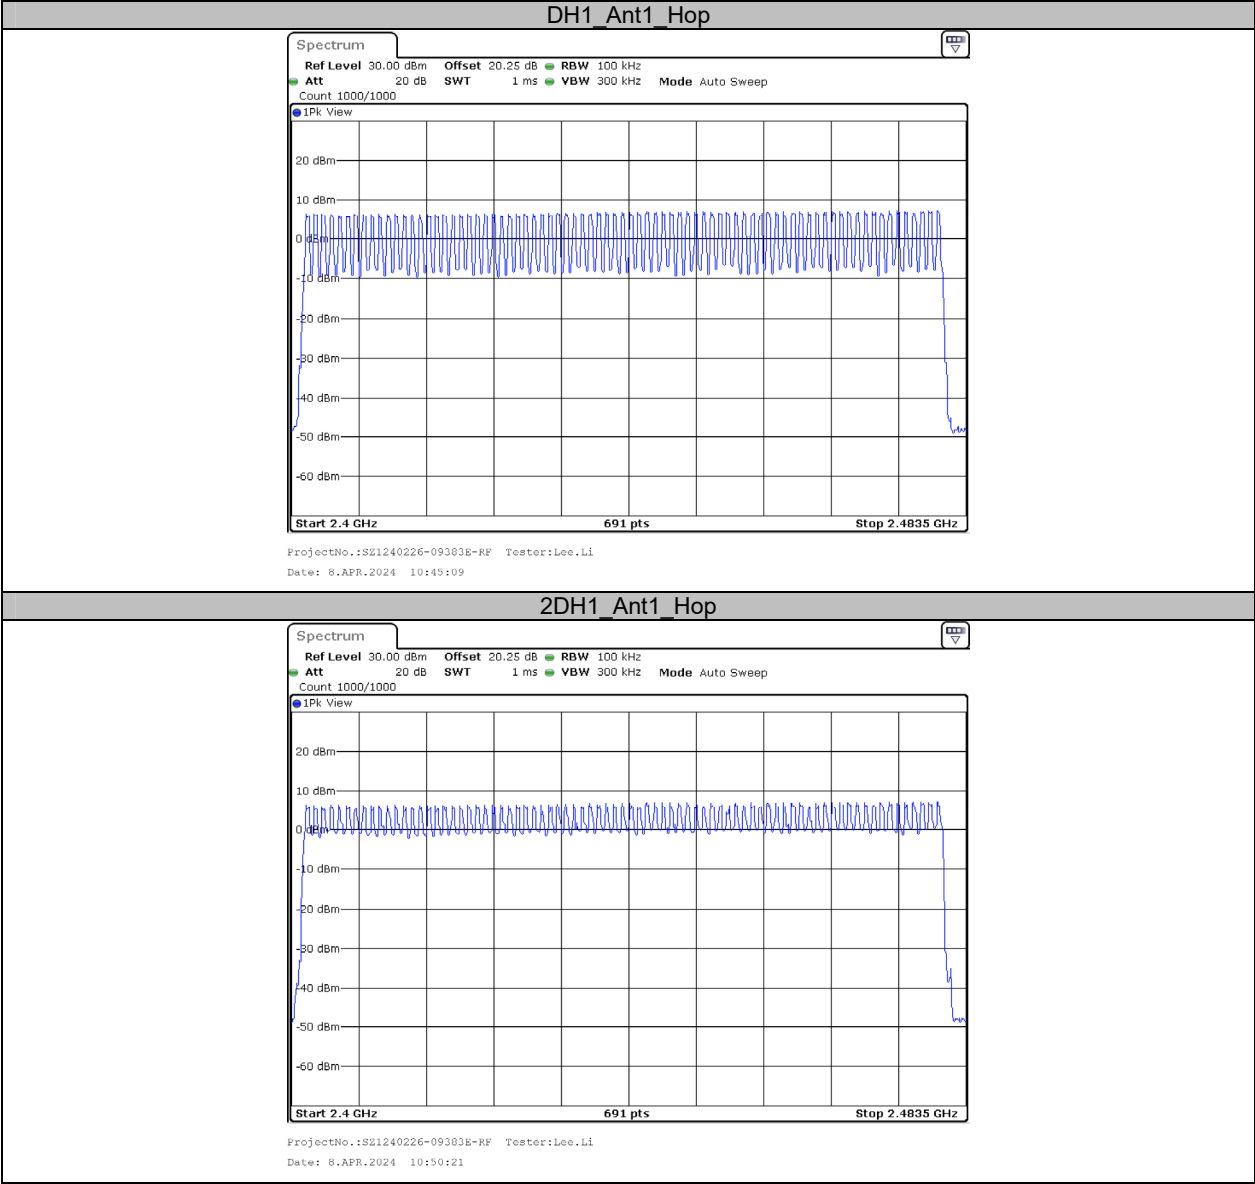 DH1_Ant1_Hop
Spectrum
Ref Level 30.00 dBm Offset 20.25 dB RBW 100 kHz
Att 20 dB SWT 1 ms VBW 300 kHz Mode Auto Sweep
Count 1000/1000
1Pk View
20 dBm
10 dBm
0 dBm
-10 dBm
-20 dBm
-30 dBm
-40 dBm
-50 dBm
-60 dBm
Start 2.4 GHz 691 pts Stop 2.4835 GHz
ProjectNo.:SZ1240226-09383E-RF Tester:Lee.Li
Date: 8.APR.2024 10:45:09
2DH1_Ant1_Hop
Spectrum
Ref Level 30.00 dBm Offset 20.25 dB RBW 100 kHz
Att 20 dB SWT 1 ms VBW 300 kHz Mode Auto Sweep
Count 1000/1000
1Pk View
20 dBm
10 dBm
0 dBm
-10 dBm
-20 dBm
-30 dBm
-40 dBm
-50 dBm
-60 dBm
Start 2.4 GHz 691 pts Stop 2.4835 GHz
ProjectNo.:SZ1240226-09383E-RF Tester:Lee.Li
Date: 8.APR.2024 10:50:21